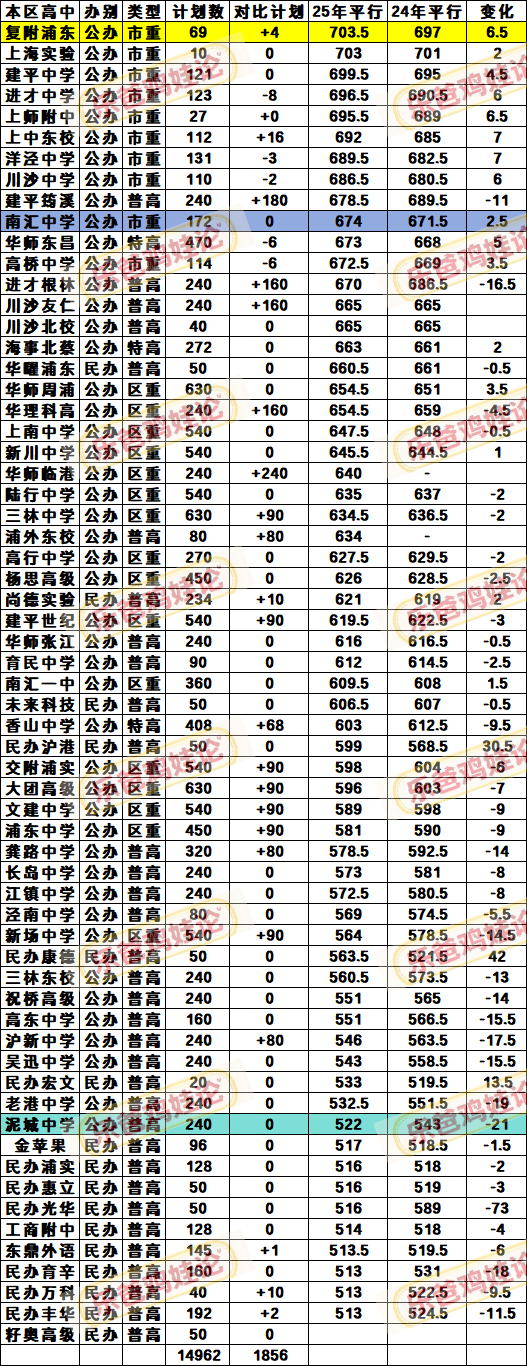 本区高中 办别 类型 计划数 对比计划 25年平行 24年平行 变化
复附浦东 公办 市重 69 +4 703.5 697 6.5
上海实验 公办 市重 10 0 703 701 2
建平中学 公办 市重 121 0 699.5 695 4.5
进才中学 公办 市重 123 -8 696.5 690.5 6
上师附中 公办 市重 27 +0 695.5 689 6.5
上中东校 公办 市重 112 +16 692 685 7
洋泾中学 公办 市重 131 -3 689.5 682.5 7
川沙中学 公办 市重 110 -2 686.5 680.5 6
建平筠溪 公办 普高 240 +180 678.5 689.5 -11
南汇中学 公办 市重 172 0 674 671.5 2.5
华师东昌 公办 特高 470 -6 673 668 5
高桥中学 公办 市重 114 -6 672.5 669 3.5
进才根林 公办 普高 240 +160 670 686.5 -16.5
川沙友仁 公办 普高 240 +160 665 665
川沙北校 公办 普高 40 0 665 665
海事北蔡 公办 特高 272 0 663 661 2
华曜浦东 民办 普高 50 0 660.5 661 -0.5
华师周浦 公办 区重 630 0 654.5 651 3.5
华理科高 公办 区重 240 +160 654.5 659 -4.5
上南中学 公办 区重 540 0 647.5 648 -0.5
新川中学 公办 区重 540 0 645.5 644.5 1
华师临港 公办 区重 240 +240 640 -
陆行中学 公办 区重 540 0 635 637 -2
三林中学 公办 区重 630 +90 634.5 636.5 -2
浦外东校 公办 普高 80 +80 634 -
高行中学 公办 区重 270 0 627.5 629.5 -2
杨思高级 公办 区重 450 0 626 628.5 -2.5
尚德实验 民办 普高 234 +10 621 619 2
建平世纪 公办 区重 540 +90 619.5 622.5 -3
华师张江 公办 普高 240 0 616 616.5 -0.5
育民中学 公办 普高 90 0 612 614.5 -2.5
南汇一中 公办 区重 360 0 609.5 608 1.5
未来科技 民办 普高 50 0 606.5 607 -0.5
香山中学 公办 特高 408 +68 603 612.5 -9.5
民办沪港 民办 普高 50 0 599 568.5 30.5
交附浦实 公办 区重 540 +90 598 604 -6
大团高级 公办 区重 630 +90 596 603 -7
文建中学 公办 区重 540 +90 589 598 -9
浦东中学 公办 区重 450 +90 581 590 -9
龚路中学 公办 普高 320 +80 578.5 592.5 -14
长岛中学 公办 普高 240 0 573 581 -8
江镇中学 公办 普高 240 0 572.5 580.5 -8
泾南中学 公办 普高 80 0 569 574.5 -5.5
新场中学 公办 区重 540 +90 564 578.5 -14.5
民办康德 民办 普高 50 0 563.5 521.5 42
三林东校 公办 普高 240 0 560.5 573.5 -13
祝桥高级 公办 普高 240 0 551 565 -14
高东中学 公办 普高 160 0 551 566.5 -15.5
沪新中学 公办 普高 240 +80 546 563.5 -17.5
吴迅中学 公办 普高 240 0 543 558.5 -15.5
民办宏文 民办 普高 20 0 533 519.5 13.5
老港中学 公办 普高 240 0 532.5 551.5 -19
泥城中学 公办 普高 240 0 522 543 -21
金苹果 民办 普高 96 0 517 518.5 -1.5
民办浦实 民办 普高 128 0 516 518 -2
民办惠立 民办 普高 50 0 516 519 -3
民办光华 民办 普高 50 0 516 589 -73
工商附中 民办 普高 128 0 514 518 -4
东鼎外语 民办 普高 145 +1 513.5 519.5 -6
民办育辛 民办 普高 160 0 513 531 -18
民办万科 民办 普高 40 +10 513 522.5 -9.5
民办丰华 民办 普高 192 +2 513 524.5 -11.5
籽奥高级 民办 普高 50 0
14962 1856